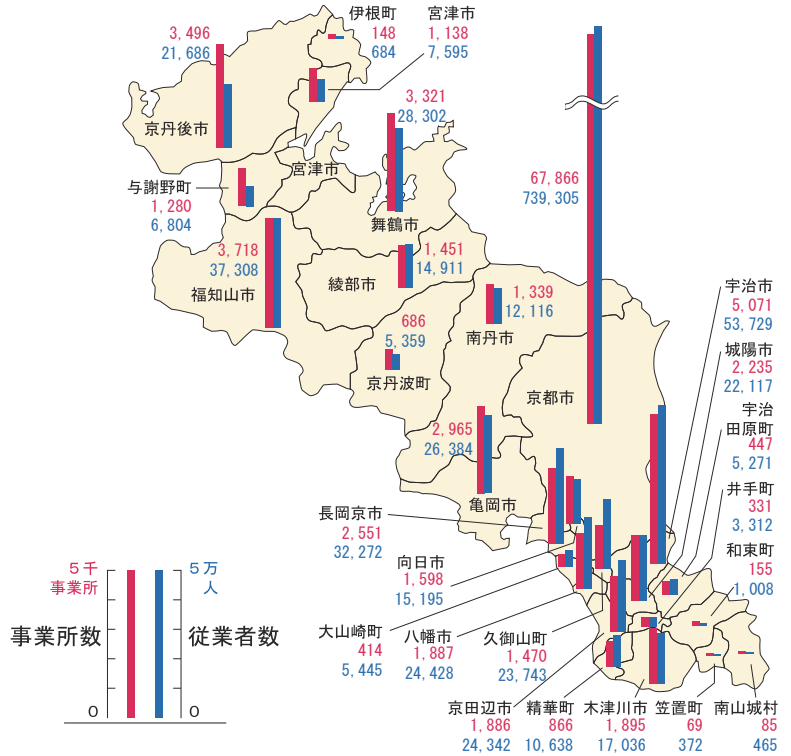 伊根町
148
684
宮津市
1,138
7,595
3,496
21,686
京丹後市
3,321
28,302
舞鶴市
宮津市
与謝野町
1,280
6,804
67,866
739,305
京都市
3,718
37,308
福知山市
1,451
14,911
綾部市
1,339
12,116
南丹市
686
5,359
京丹波町
2,965
26,384
亀岡市
宇治市
5,071
53,729
城陽市
2,235
22,117
宇治
田原町
447
5,271
井手町
331
3,312
和束町
155
1,008
長岡京市
2,551
32,272
向日市
1,598
15,195
大山崎町
414
5,445
八幡市
1,887
24,428
久御山町
1,470
23,743
京田辺市
1,886
24,342
精華町
866
10,638
木津川市
1,895
17,036
笠置町
69
372
南山城村
85
465
5千
事業所
5万
人
事業所数
従業者数
0
0